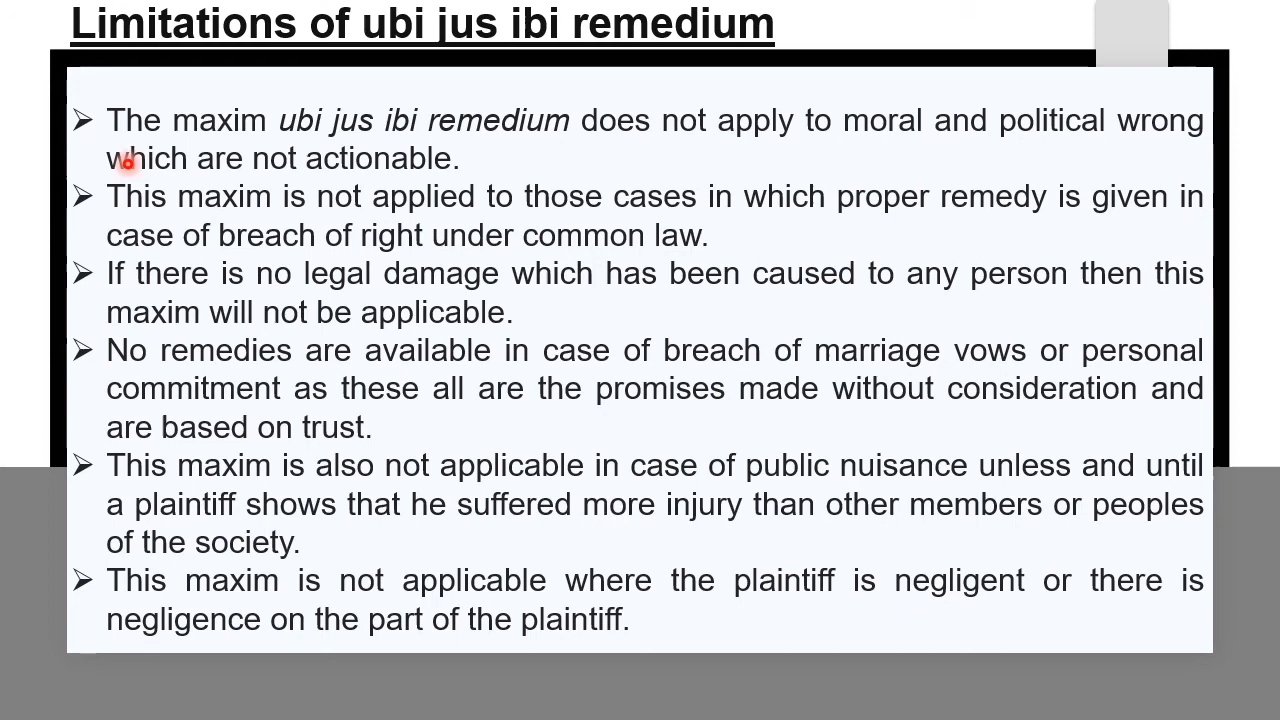 Limitations of ubi jus ibi remedium
➢ The maxim ubi jus ibi remedium does not apply to moral and political wrong
which are not actionable.
➢ This maxim is not applied to those cases in which proper remedy is given in
case of breach of right under common law.
➢ If there is no legal damage which has been caused to any person then this
maxim will not be applicable.
➢ No remedies are available in case of breach of marriage vows or personal
commitment as these all are the promises made without consideration and
are based on trust.
➢ This maxim is also not applicable in case of public nuisance unless and until
a plaintiff shows that he suffered more injury than other members or peoples
of the society.
➢ This maxim is not applicable where the plaintiff is negligent or there is
negligence on the part of the plaintiff.